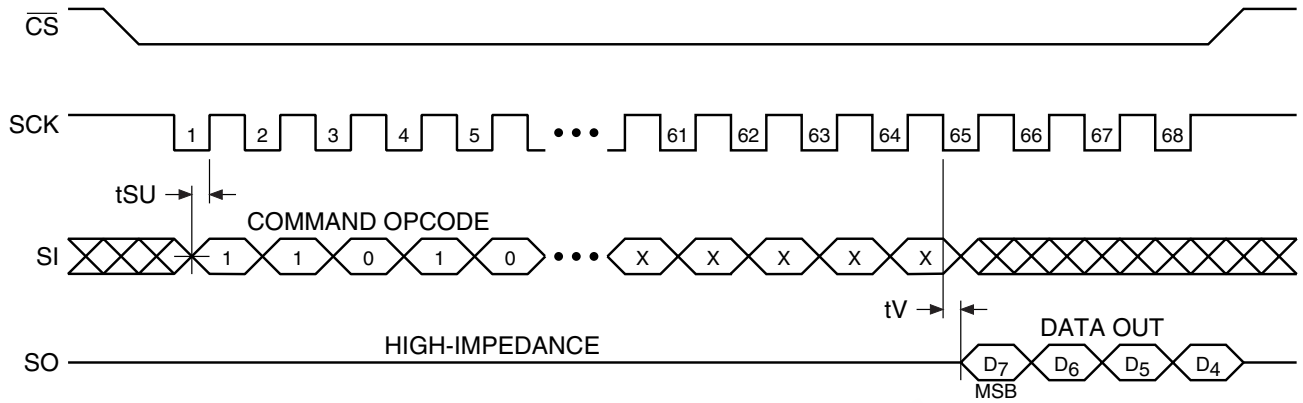 CS
SCK
1 2 3 4 5 ••• 61 62 63 64 65 66 67 68
tSU
COMMAND OPCODE
SI
1 1 0 1 0 ••• X X X X X
tV
DATA OUT
HIGH-IMPEDANCE
SO
D7 D6 D5 D4
MSB